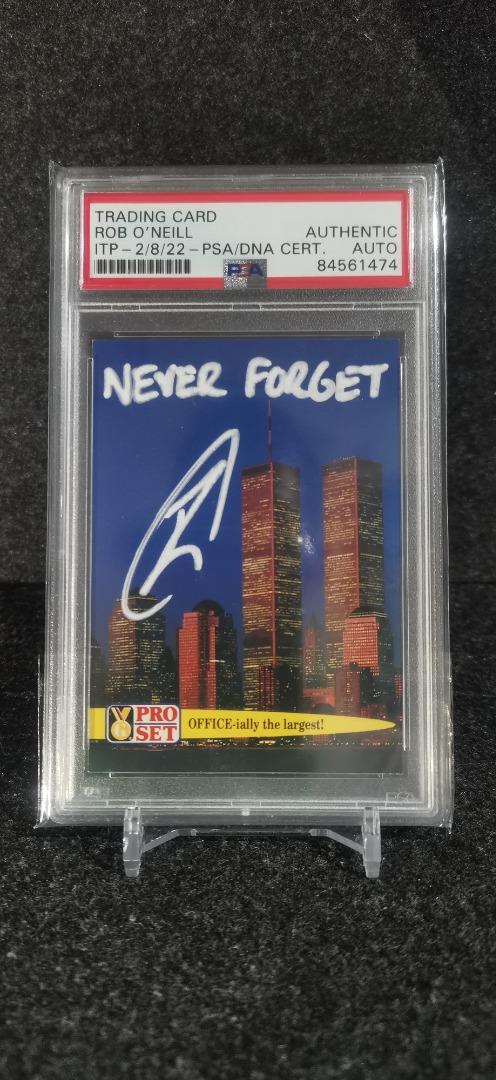 TRADING CARD
ROB O'NEILL AUTHENTIC
ITP - 2/8/22 - PSA/DNA CERT. AUTO
PSA 84561474
NEVER FORGET
PRO SET
OFFICE-ially the largest!